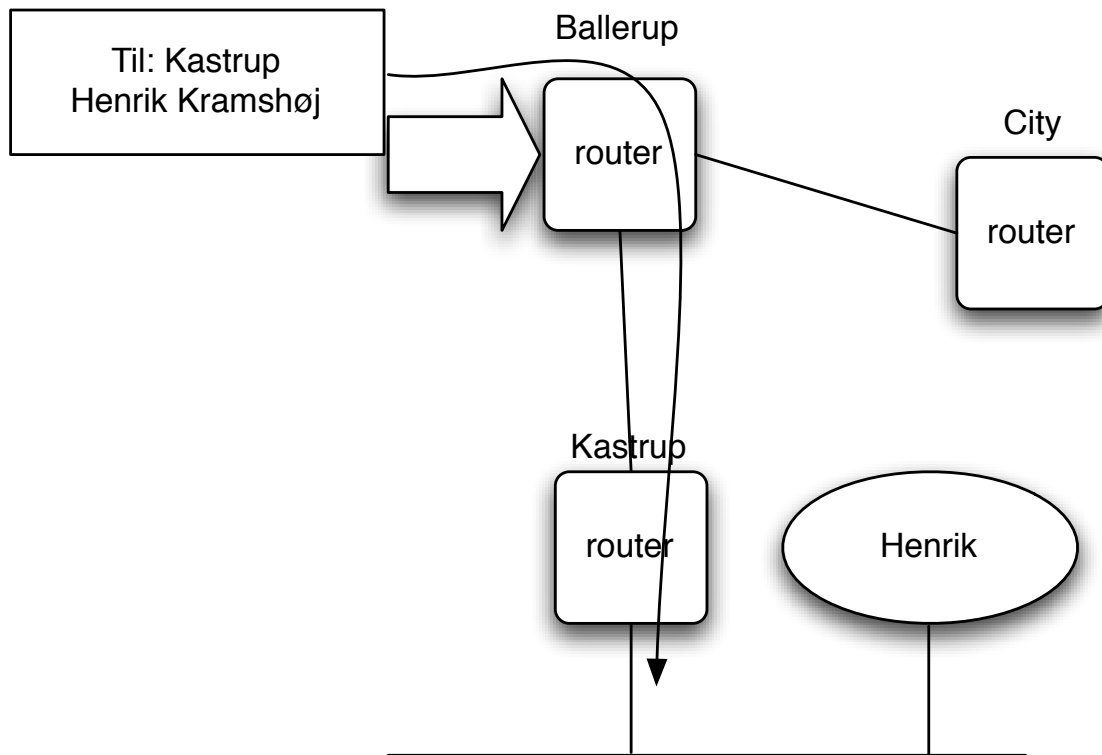 Til: Kastrup
Henrik Kramshøj
Ballerup
router
City
router
Kastrup
router
Henrik